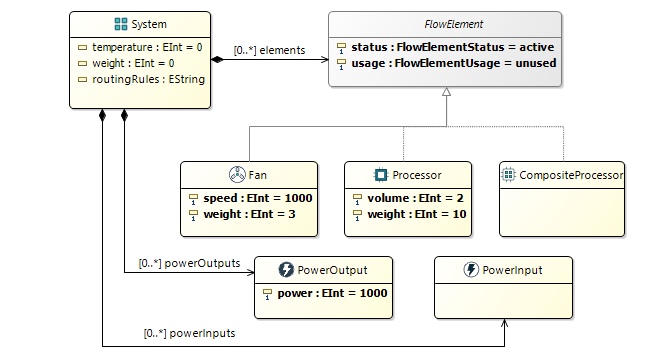 System
temperature : EInt = 0
weight : EInt = 0
routingRules : EString
[0..*] elements
FlowElement
status : FlowElementStatus = active
usage : FlowElementUsage = unused
Fan
speed : EInt = 1000
weight : EInt = 3
Processor
volume : EInt = 2
weight : EInt = 10
CompositeProcessor
[0..*] powerOutputs
PowerOutput
power : EInt = 1000
PowerInput
[0..*] powerInputs